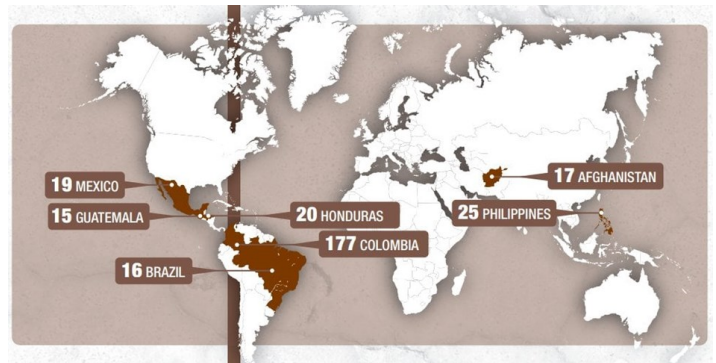 19 MEXICO
17 AFGHANISTAN
15 GUATEMALA
20 HONDURAS
25 PHILIPPINES
177 COLOMBIA
16 BRAZIL